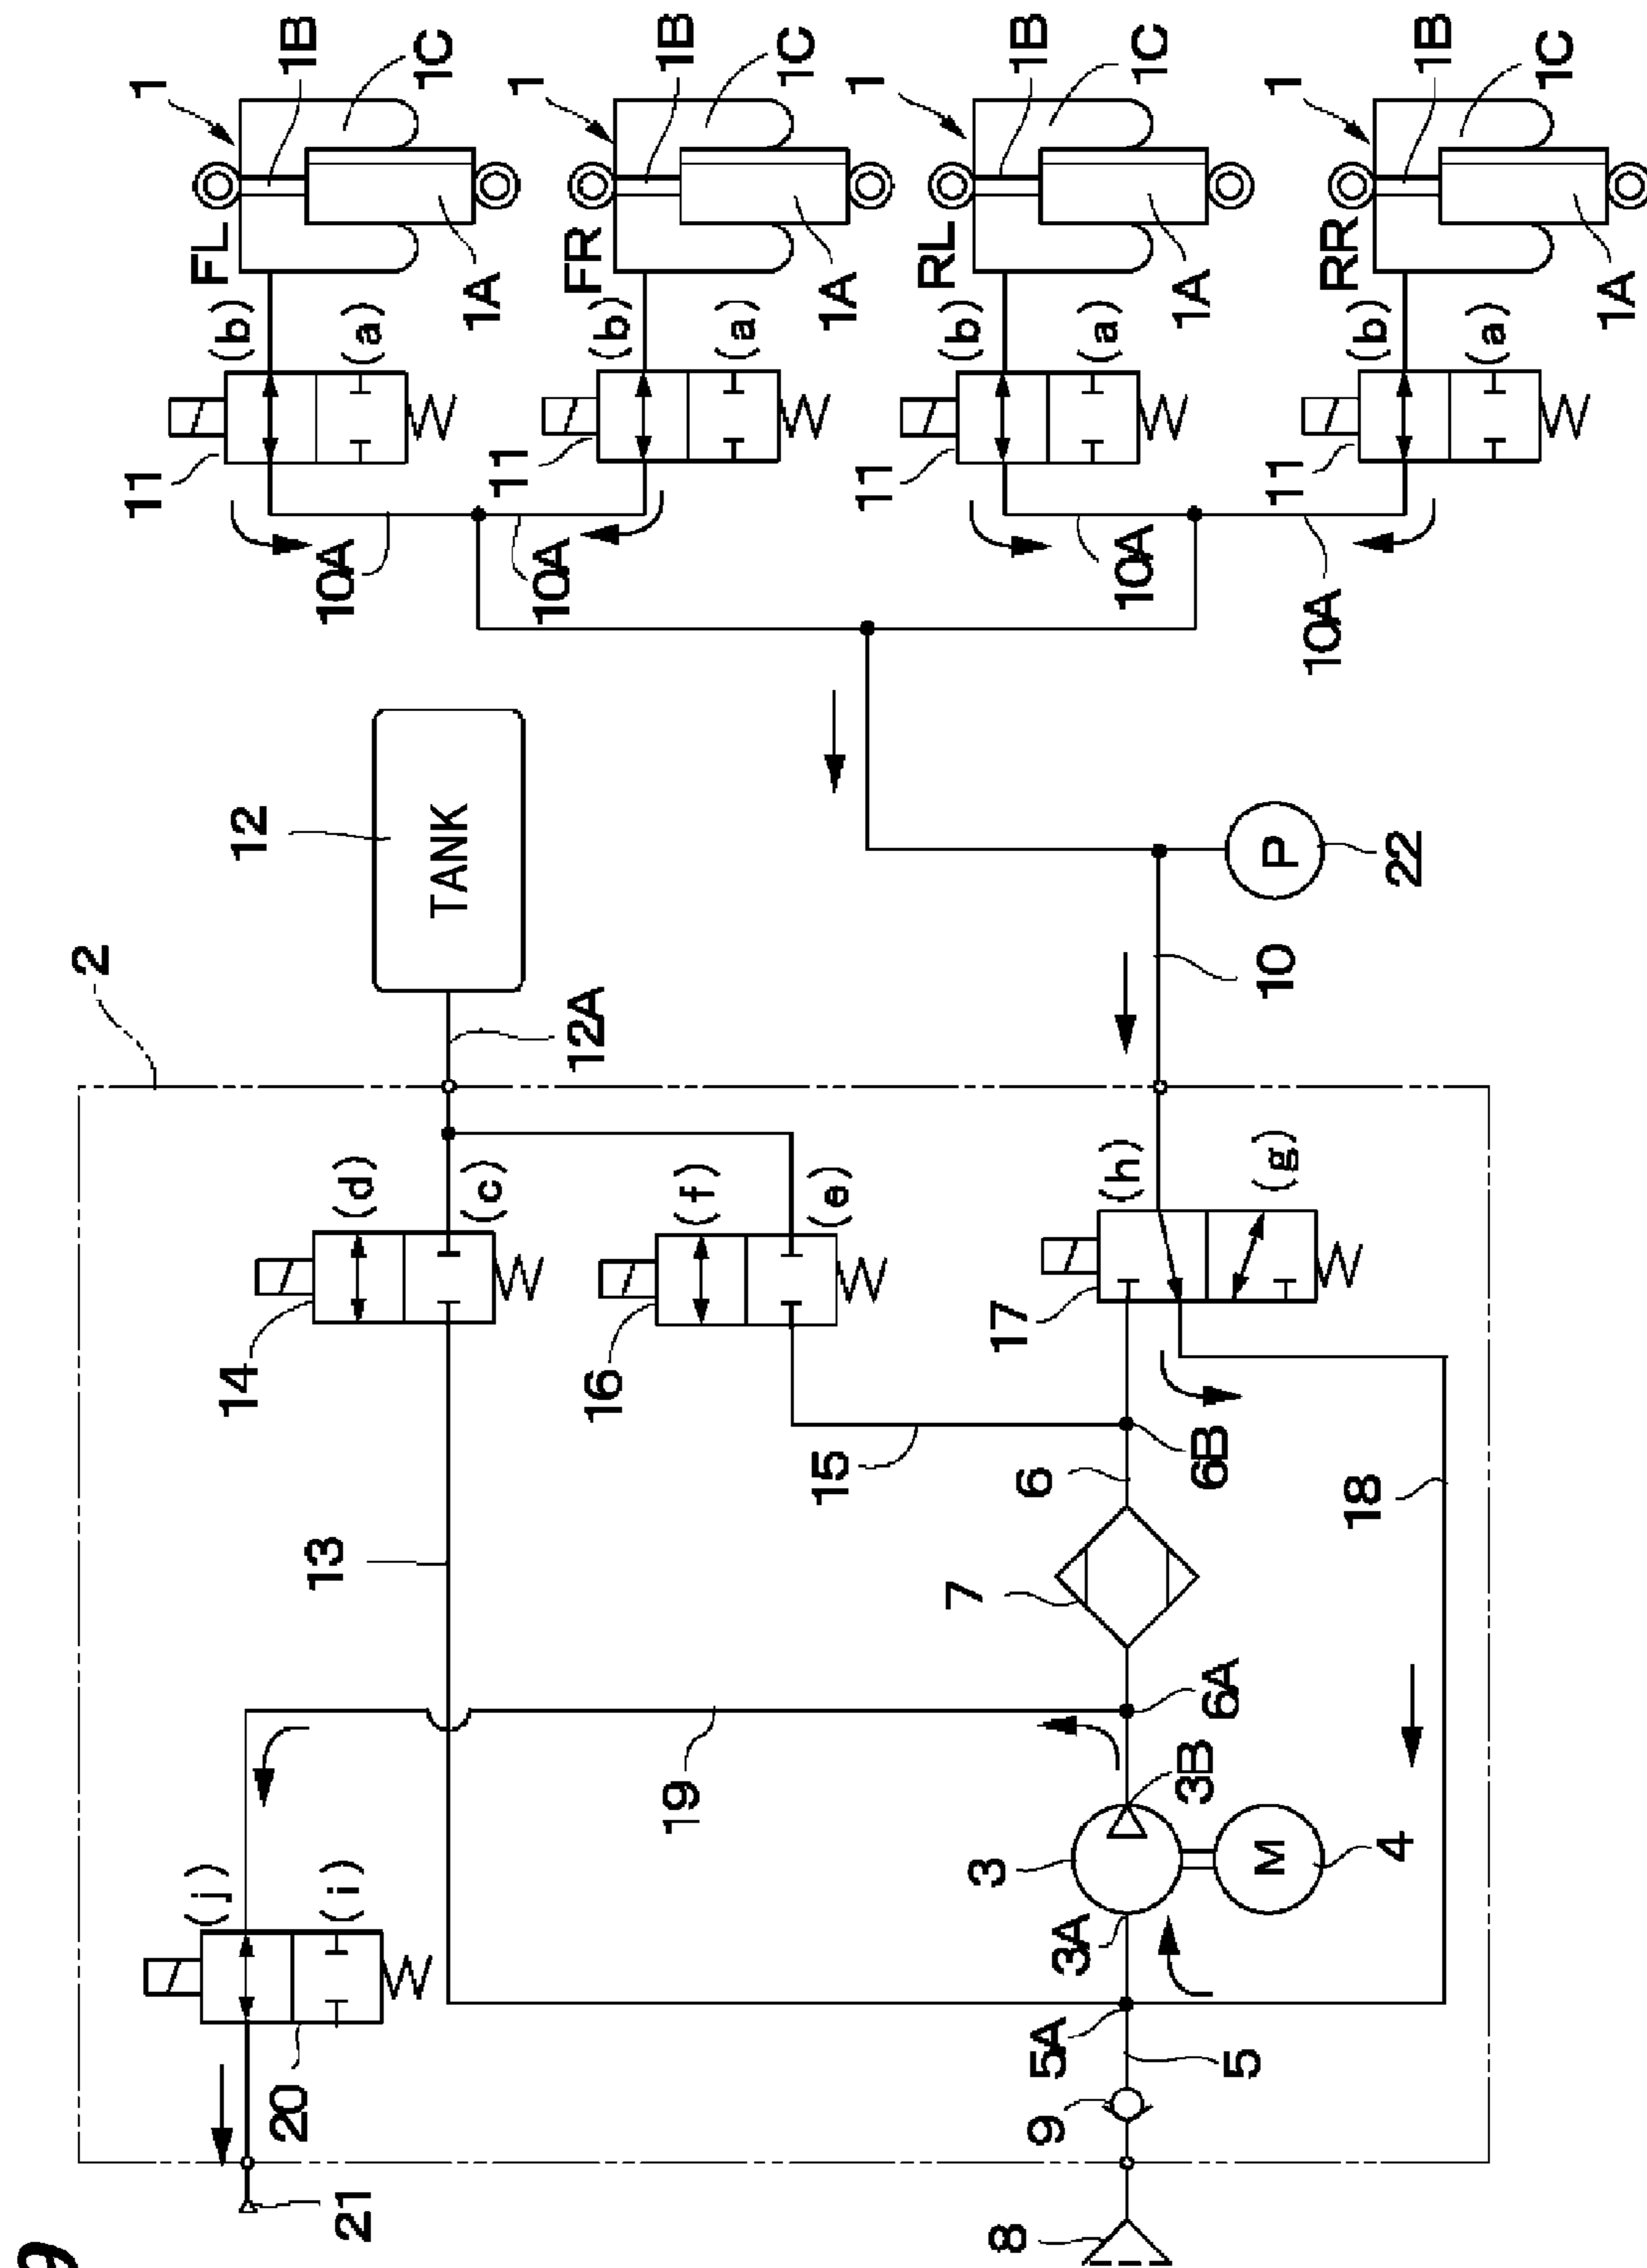 9
2
11
1
(j)
21
20
14
12
TANK
(b)
FL
1B
(i)
13
(d)
10A
(a)
1C
1A
(c)
12A
11
1
16
10A
(b)
FR
1B
19
(f)
(a)
1C
15
(e)
1A
7
11
1
8
3
17
(b)
RL
1B
9
5A
3A
6
(h)
10A
(a)
1C
3B
6A
6B
1A
5
M
(g)
10
P
11
1
4
18
22
10A
(b)
RR
1B
(a)
1C
1A